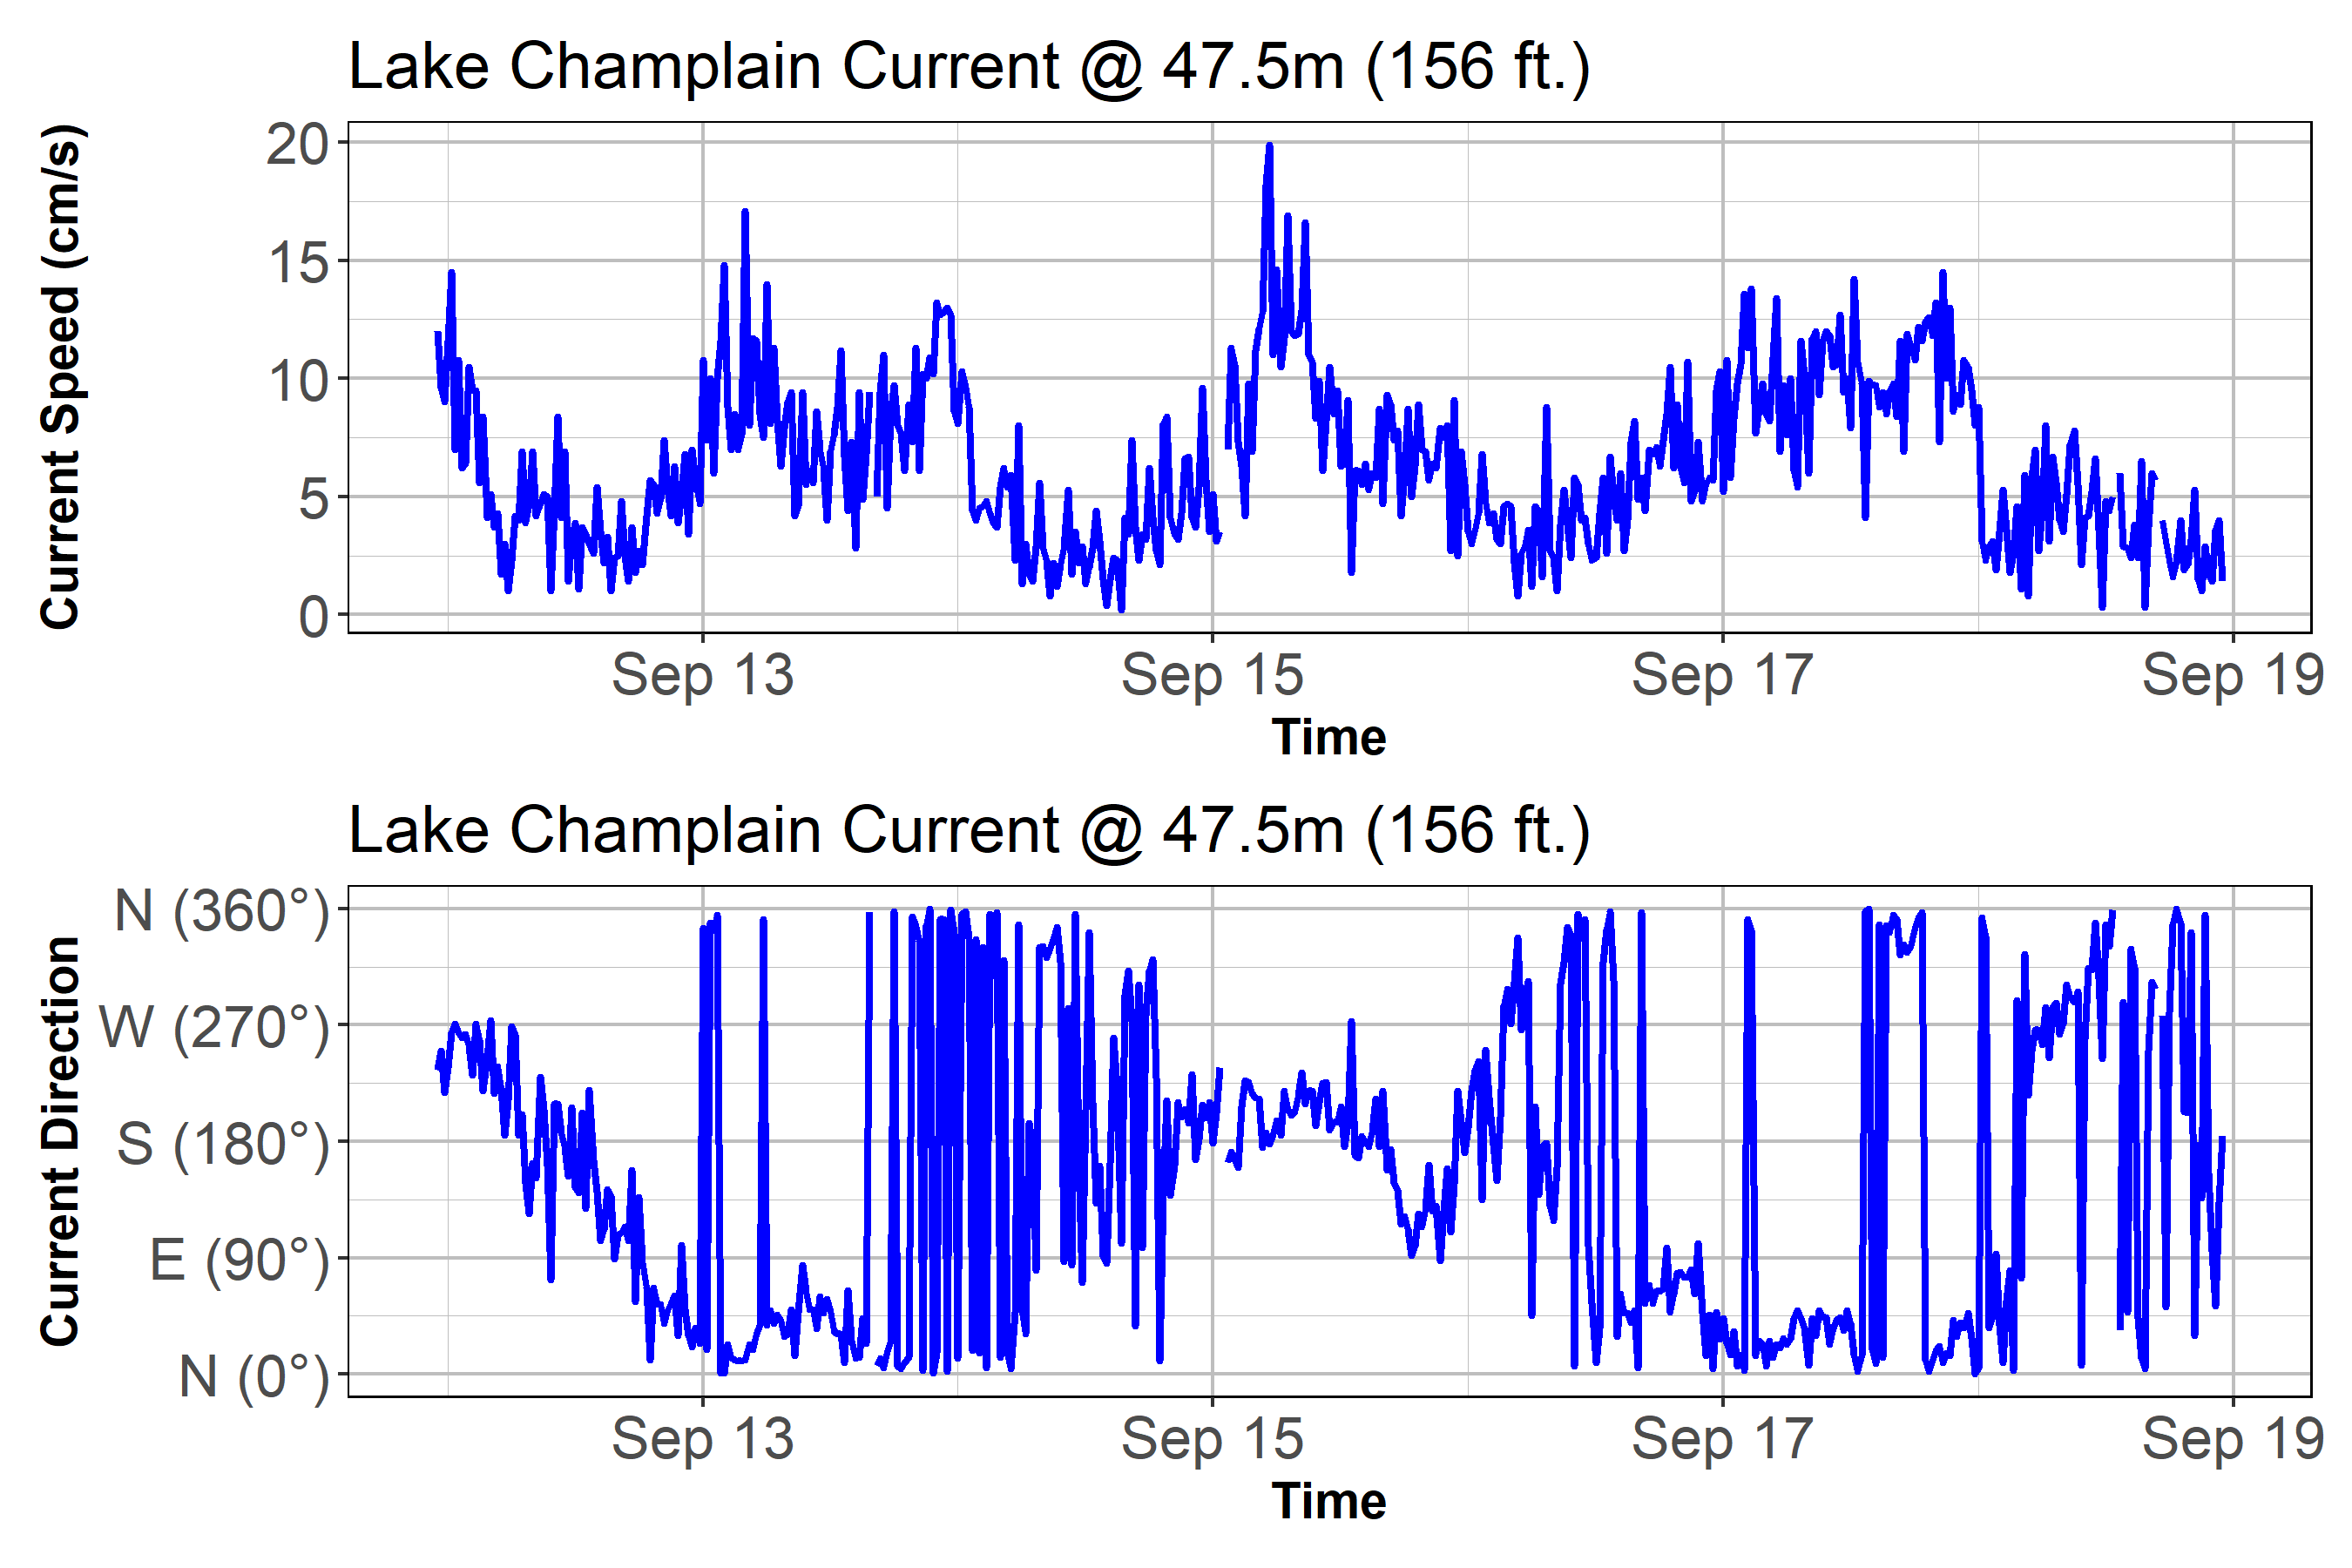 Lake Champlain Current @ 47.5m (156 ft.)
Current Speed (cm/s)
20
15
10
5
0
Sep 13 Sep 15 Sep 17 Sep 19
Time
Lake Champlain Current @ 47.5m (156 ft.)
Current Direction
N (360°)
W (270°)
S (180°)
E (90°)
N (0°)
Sep 13 Sep 15 Sep 17 Sep 19
Time